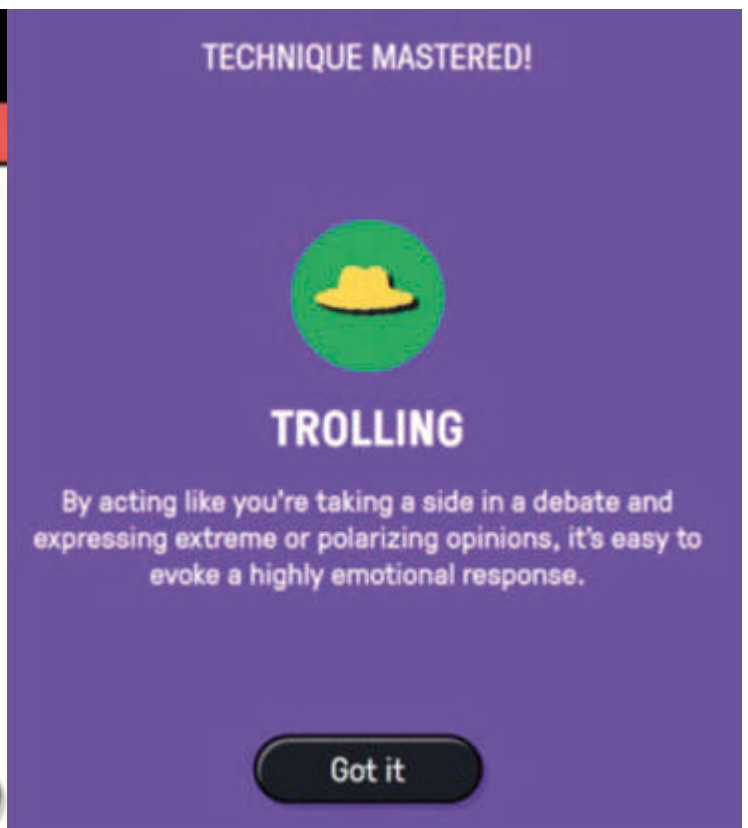 TECHNIQUE MASTERED!
TROLLING
By acting like you're taking a side in a debate and
expressing extreme or polarizing opinions, it's easy to
evoke a highly emotional response.
Got it